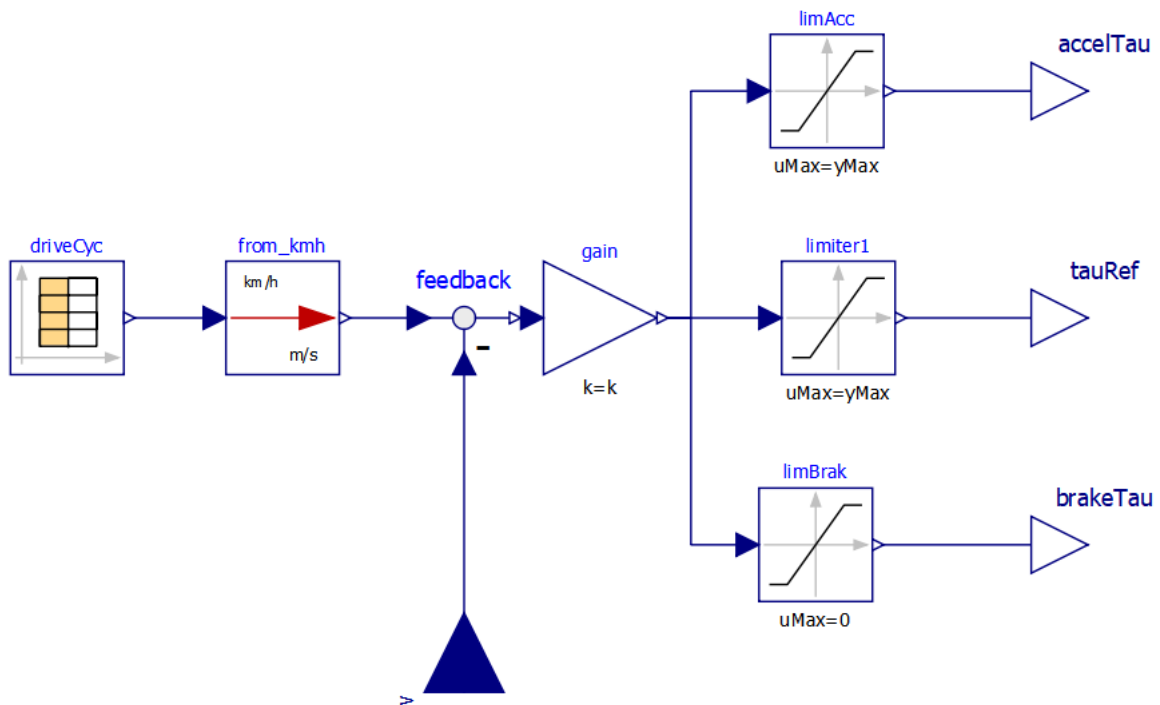 limAcc
accelTau
uMax=yMax
driveCyc
from_kmh
km/h
m/s
feedback
-
gain
k=k
limiter1
tauRef
uMax=yMax
limBrak
brakeTau
uMax=0
V